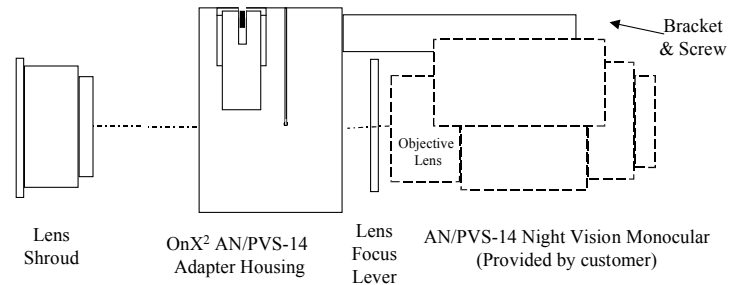 Bracket
& Screw
Objective
Lens
Lens
Shroud
OnX² AN/PVS-14
Adapter Housing
Lens
Focus
Lever
AN/PVS-14 Night Vision Monocular
(Provided by customer)